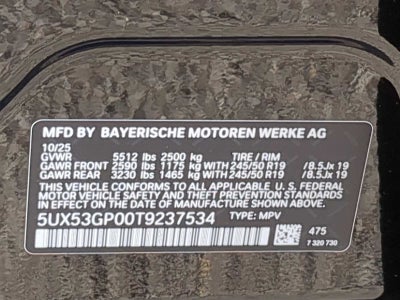 MFD BY BAYERISCHE MOTOREN WERKE AG
10/25
GVWR 5512 lbs 2500 kg TIRE / RIM
GAWR FRONT 2590 lbs 1175 kg WITH 245/50 R19 /8.5Jx 19
GAWR REAR 3230 lbs 1465 kg WITH 245/50 R19 /8.5Jx 19
THIS VEHICLE CONFORMS TO ALL APPLICABLE U. S. FEDERAL
MOTOR VEHICLE SAFETY AND THEFT PREVENTION STANDARDS
IN EFFECT ON THE DATE OF MANUFACTURE SHOWN ABOVE.
5UX53GP00T9237534 TYPE: MPV
475
7 320 730